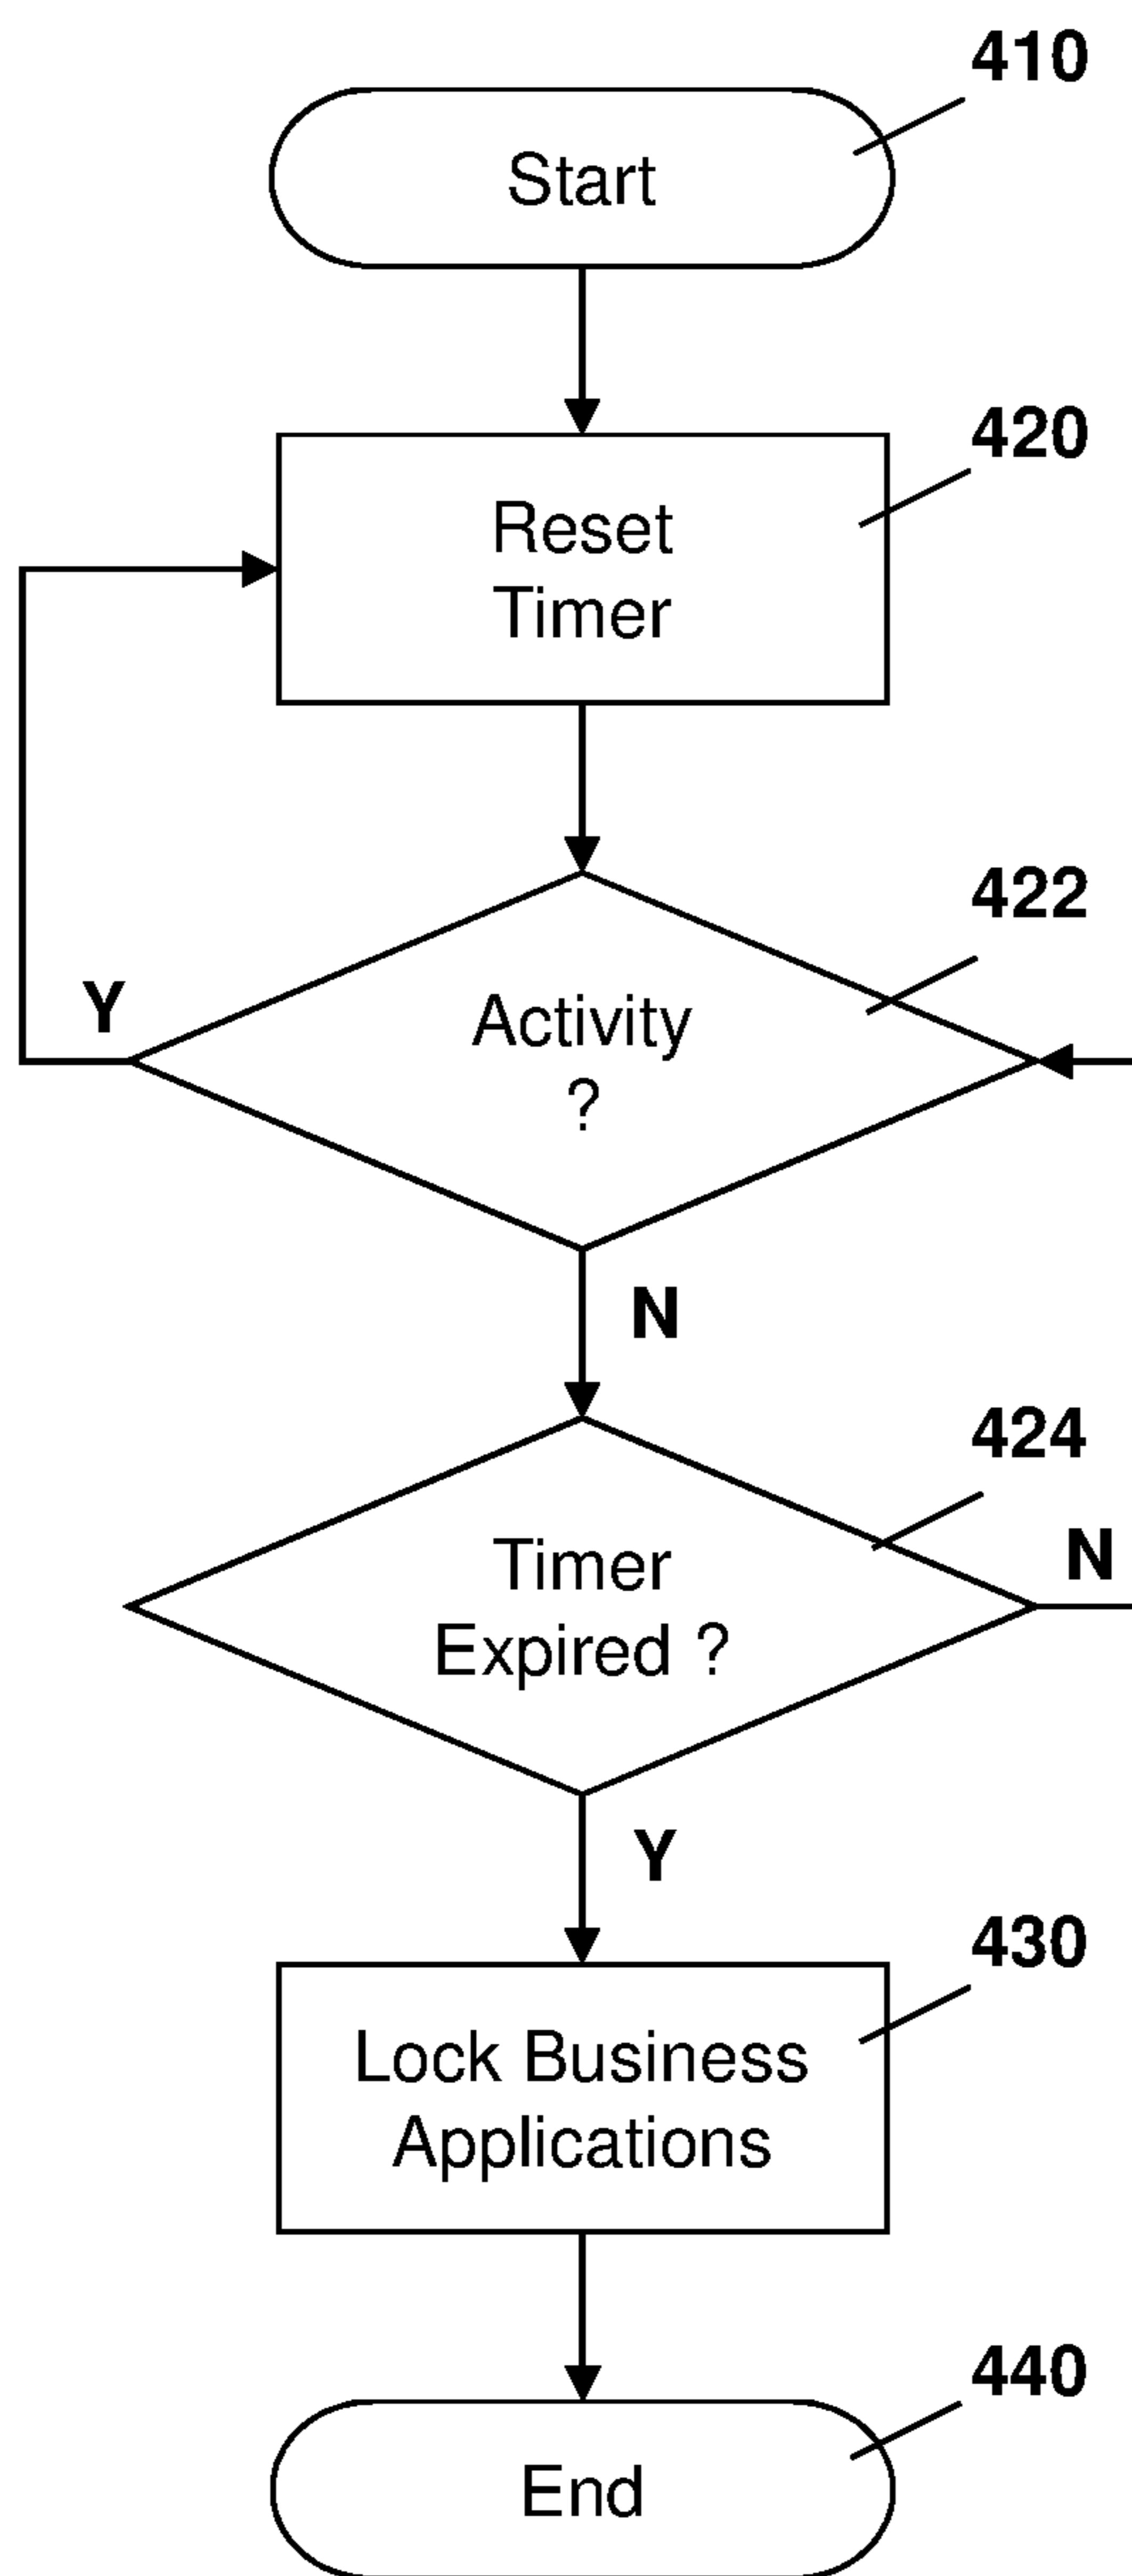 410
Start
420
Reset
Timer
422
Y
Activity
?
N
424
N
Timer
Expired ?
Y
430
Lock Business
Applications
440
End